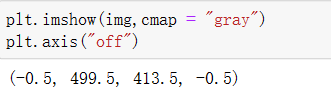 plt.imshow(img,cmap = "gray")
plt.axis("off")
(-0.5, 499.5, 413.5, -0.5)